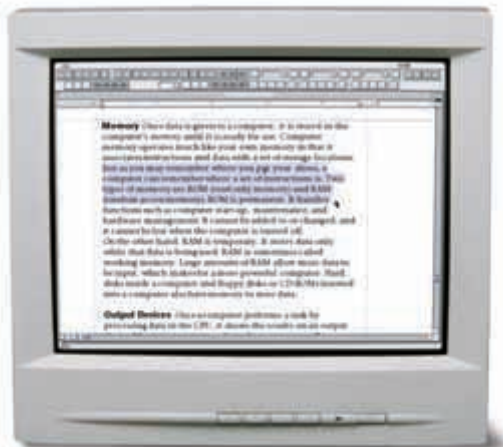 Memory Once data is given to a computer, it is stored in the
computer's memory until it is ready for use. Computer
memory operates much like your own memory in that it
associates instructions and data with a set of storage locations.
Just as you may remember where you put your shoes, a
computer can remember where a set of instructions is. Two
types of memory are ROM (read only memory) and RAM
(random access memory). ROM is permanent. It handles
functions such as computer start-up, maintenance, and
hardware management. It cannot be added to or changed, and
it cannot be lost when the computer is turned off.
On the other hand, RAM is temporary. It stores data only
while that data is being used. RAM is sometimes called
working memory. Large amounts of RAM allow more data to
be input, which makes for a more powerful computer. Hard
disks inside a computer and floppy disks or CD-ROMs inserted
into a computer also have memory to store data.
Output Devices Once a computer performs a task by
processing data in the CPU, it shows the results on an output